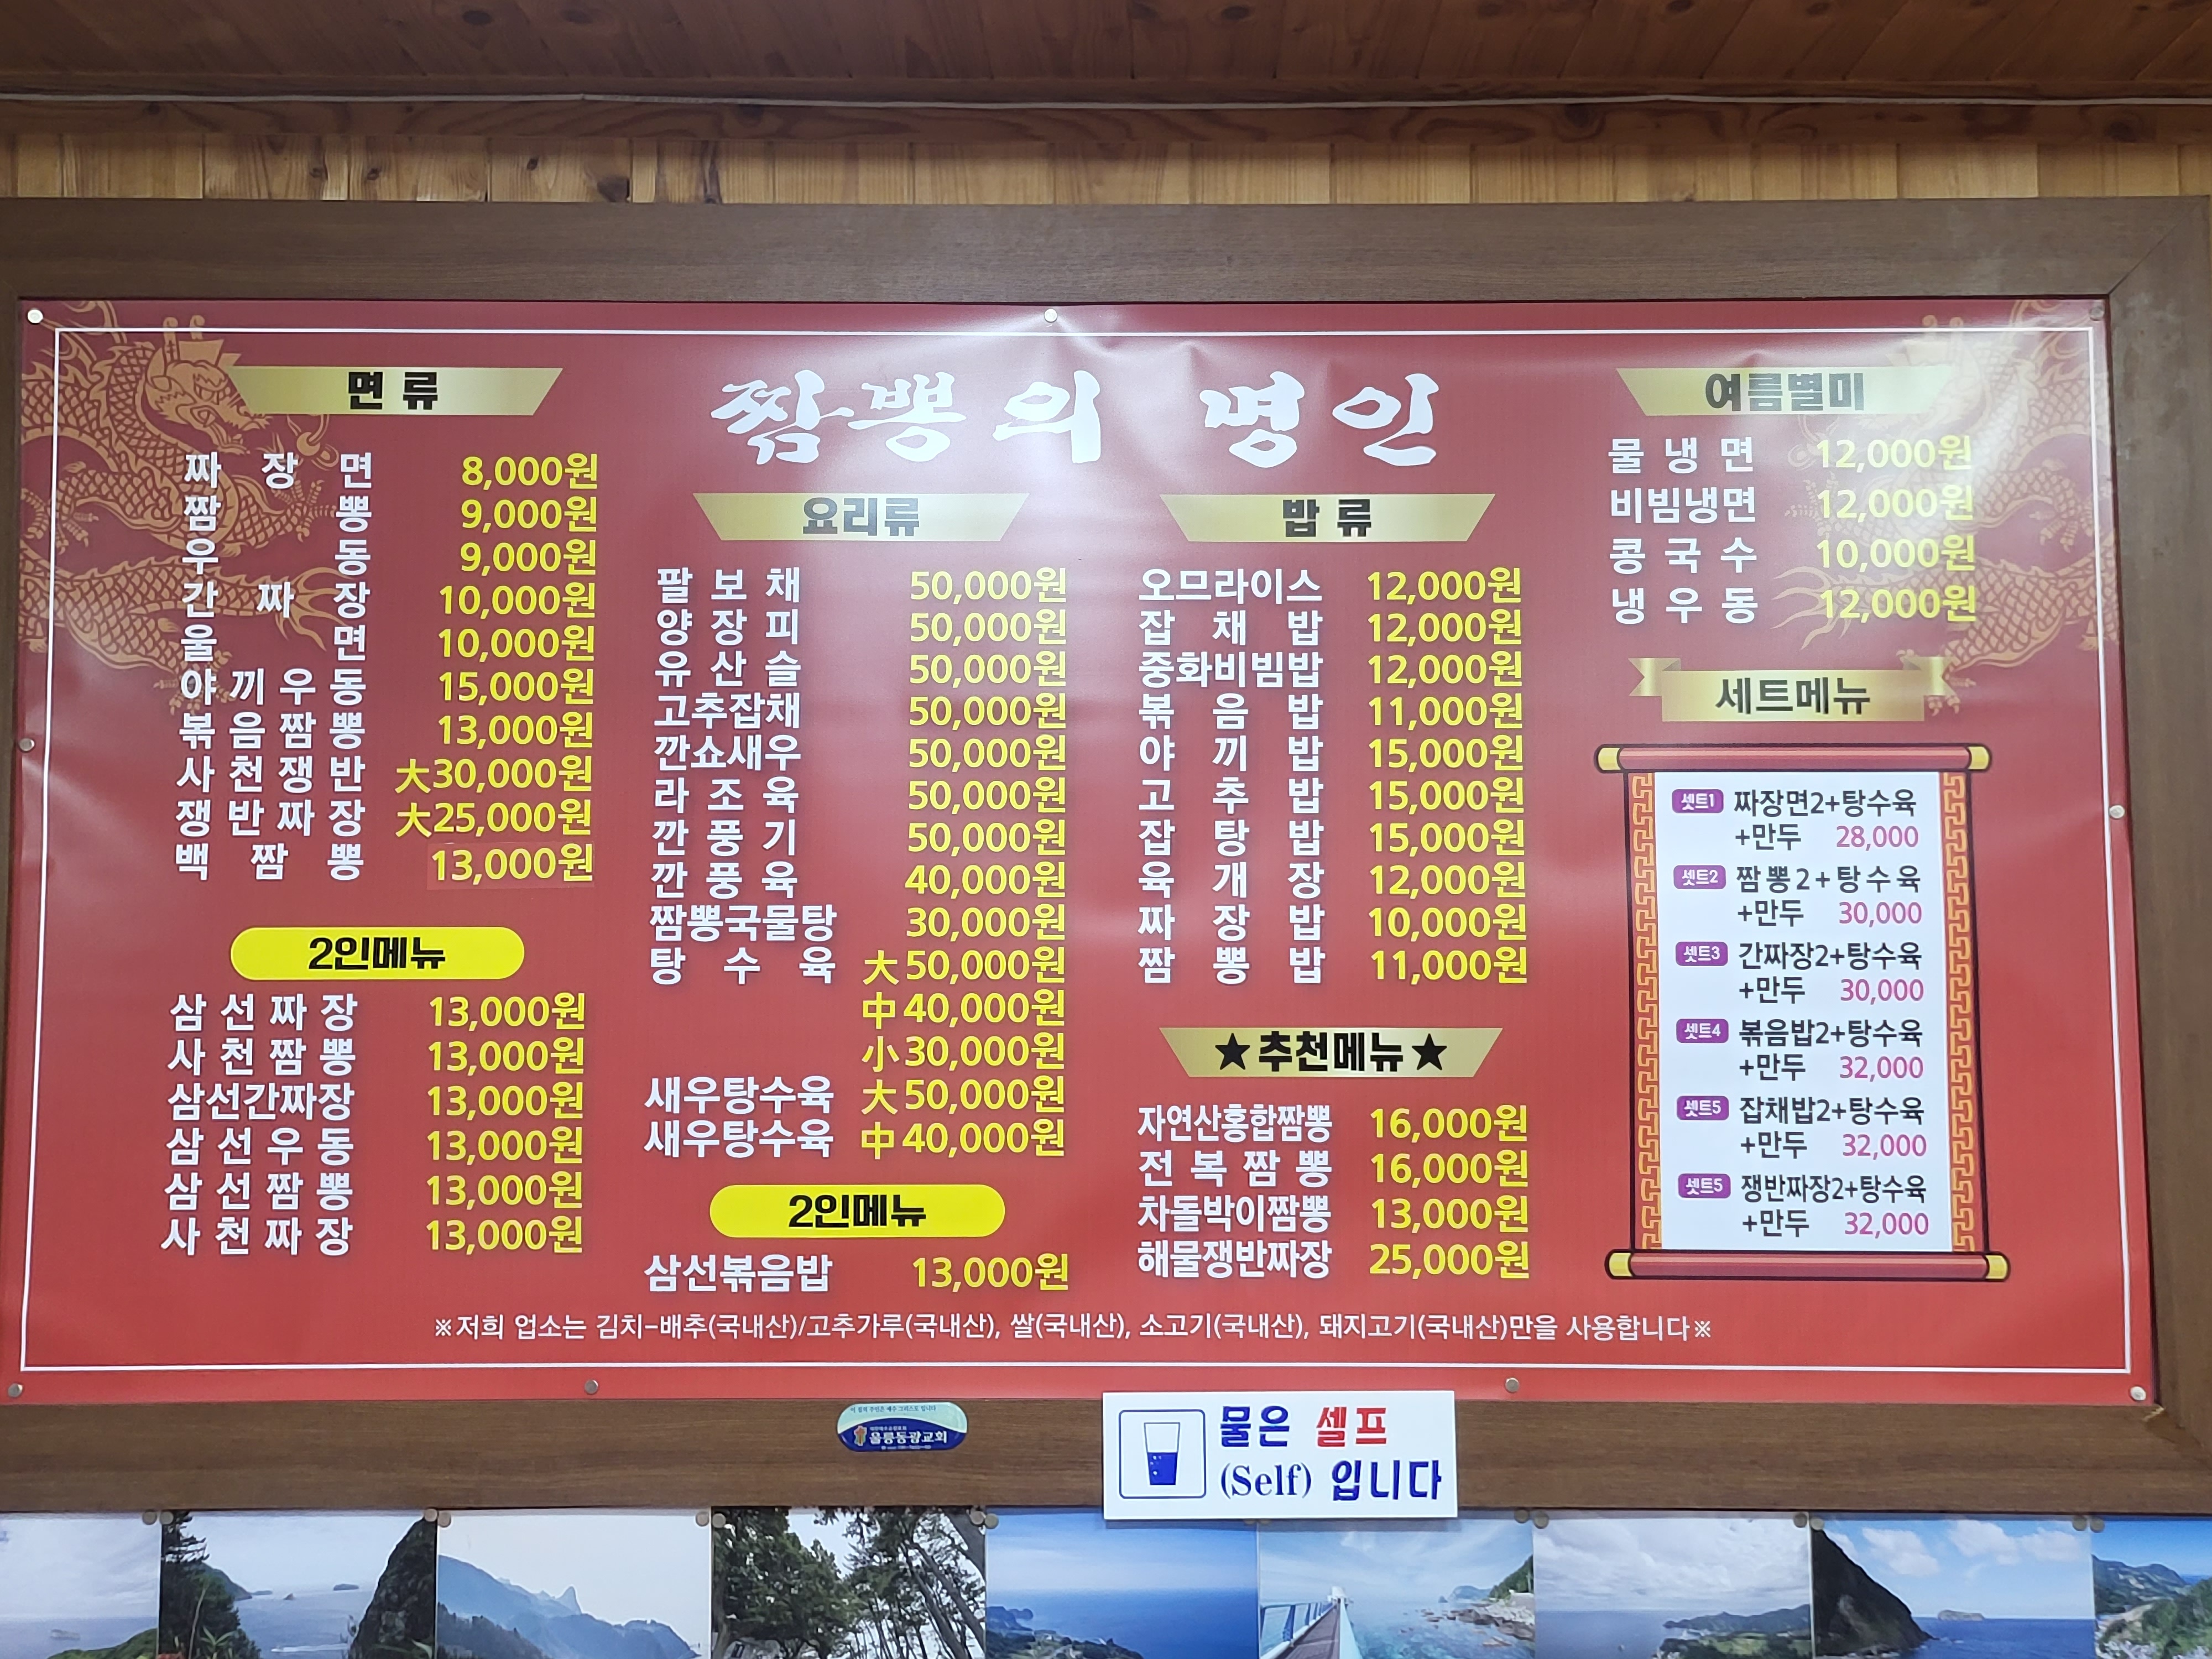 짬뽕의 명인
면 류
짜 장 면 8,000원
짬 뽕 9,000원
우 동 9,000원
간 짜 장 10,000원
울 면 10,000원
야 끼 우 동 15,000원
볶 음 짬 뽕 13,000원
사 천 쟁 반 大30,000원
쟁 반 짜 장 大25,000원
백 짬 뽕 13,000원
2인메뉴
삼 선 짜 장 13,000원
사 천 짬 뽕 13,000원
삼선간짜장 13,000원
삼 선 우 동 13,000원
삼 선 짬 뽕 13,000원
사 천 짜 장 13,000원
요리류
팔 보 채 50,000원
양 장 피 50,000원
유 산 슬 50,000원
고추잡채 50,000원
깐쇼새우 50,000원
라 조 육 50,000원
깐 풍 기 50,000원
깐 풍 육 40,000원
짬뽕국물탕 30,000원
탕 수 육 大50,000원
中40,000원
小30,000원
새우탕수육 大50,000원
새우탕수육 中40,000원
2인메뉴
삼선볶음밥 13,000원
밥 류
오므라이스 12,000원
잡 채 밥 12,000원
중화비빔밥 12,000원
볶 음 밥 11,000원
야 끼 밥 15,000원
고 추 밥 15,000원
잡 탕 밥 15,000원
육 개 장 12,000원
짜 장 밥 10,000원
짬 뽕 밥 11,000원
★추천메뉴★
자연산홍합짬뽕 16,000원
전 복 짬 뽕 16,000원
차돌박이짬뽕 13,000원
해물쟁반짜장 25,000원
여름별미
물 냉 면 12,000원
비빔냉면 12,000원
콩 국 수 10,000원
냉 우 동 12,000원
세트메뉴
셋트1 짜장면2+탕수육
+만두 28,000
셋트2 짬뽕2+탕수육
+만두 30,000
셋트3 간짜장2+탕수육
+만두 30,000
셋트4 볶음밥2+탕수육
+만두 32,000
셋트5 잡채밥2+탕수육
+만두 32,000
셋트5 쟁반짜장2+탕수육
+만두 32,000
※저희 업소는 김치-배추(국내산)/고추가루(국내산), 쌀(국내산), 소고기(국내산), 돼지고기(국내산)만을 사용합니다※
울릉동광교회
물은 셀프
(Self) 입니다